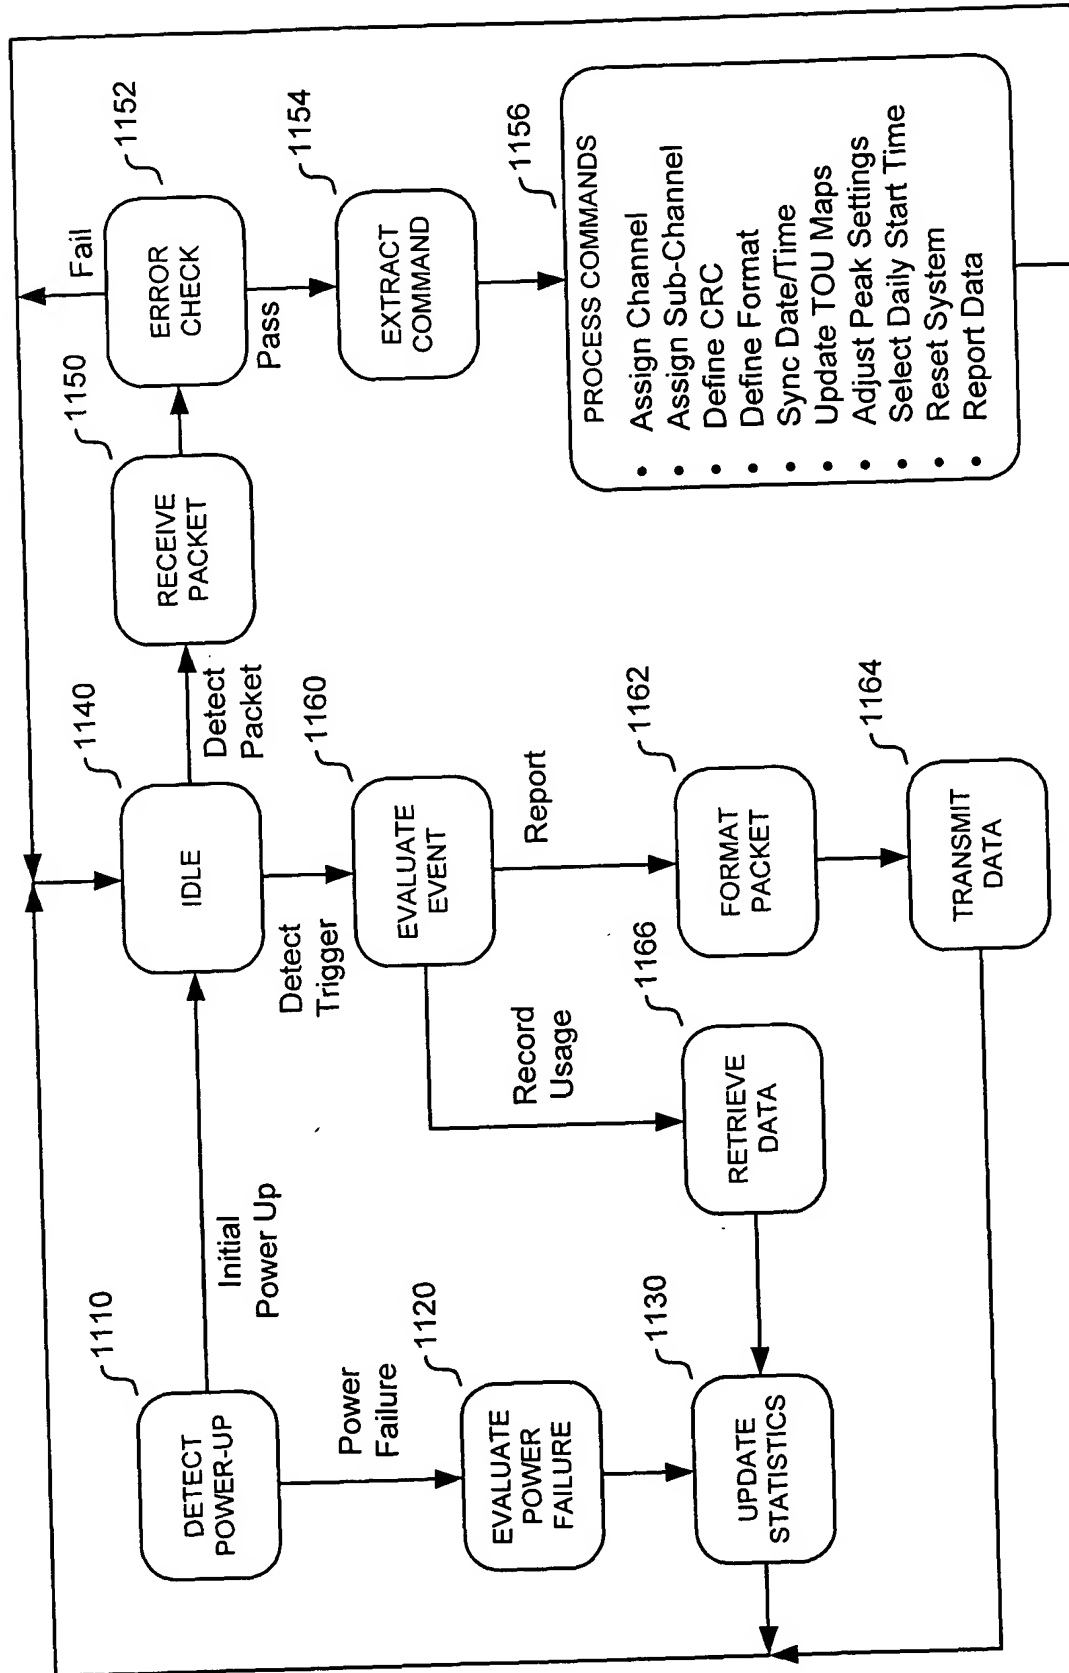 1110
DETECT
POWER-UP
Initial
Power Up
Power
Failure
1120
EVALUATE
POWER
FAILURE
1130
UPDATE
STATISTICS
1140
IDLE
Detect
Packet
Detect
Trigger
1160
EVALUATE
EVENT
Record
Usage
Report
1166
RETRIEVE
DATA
1162
FORMAT
PACKET
1164
TRANSMIT
DATA
1150
RECEIVE
PACKET
1152
ERROR
CHECK
Fail
Pass
1154
EXTRACT
COMMAND
1156
PROCESS COMMANDS
• Assign Channel
• Assign Sub-Channel
• Define CRC
• Define Format
• Sync Date/Time
• Update TOU Maps
• Adjust Peak Settings
• Select Daily Start Time
• Reset System
• Report Data